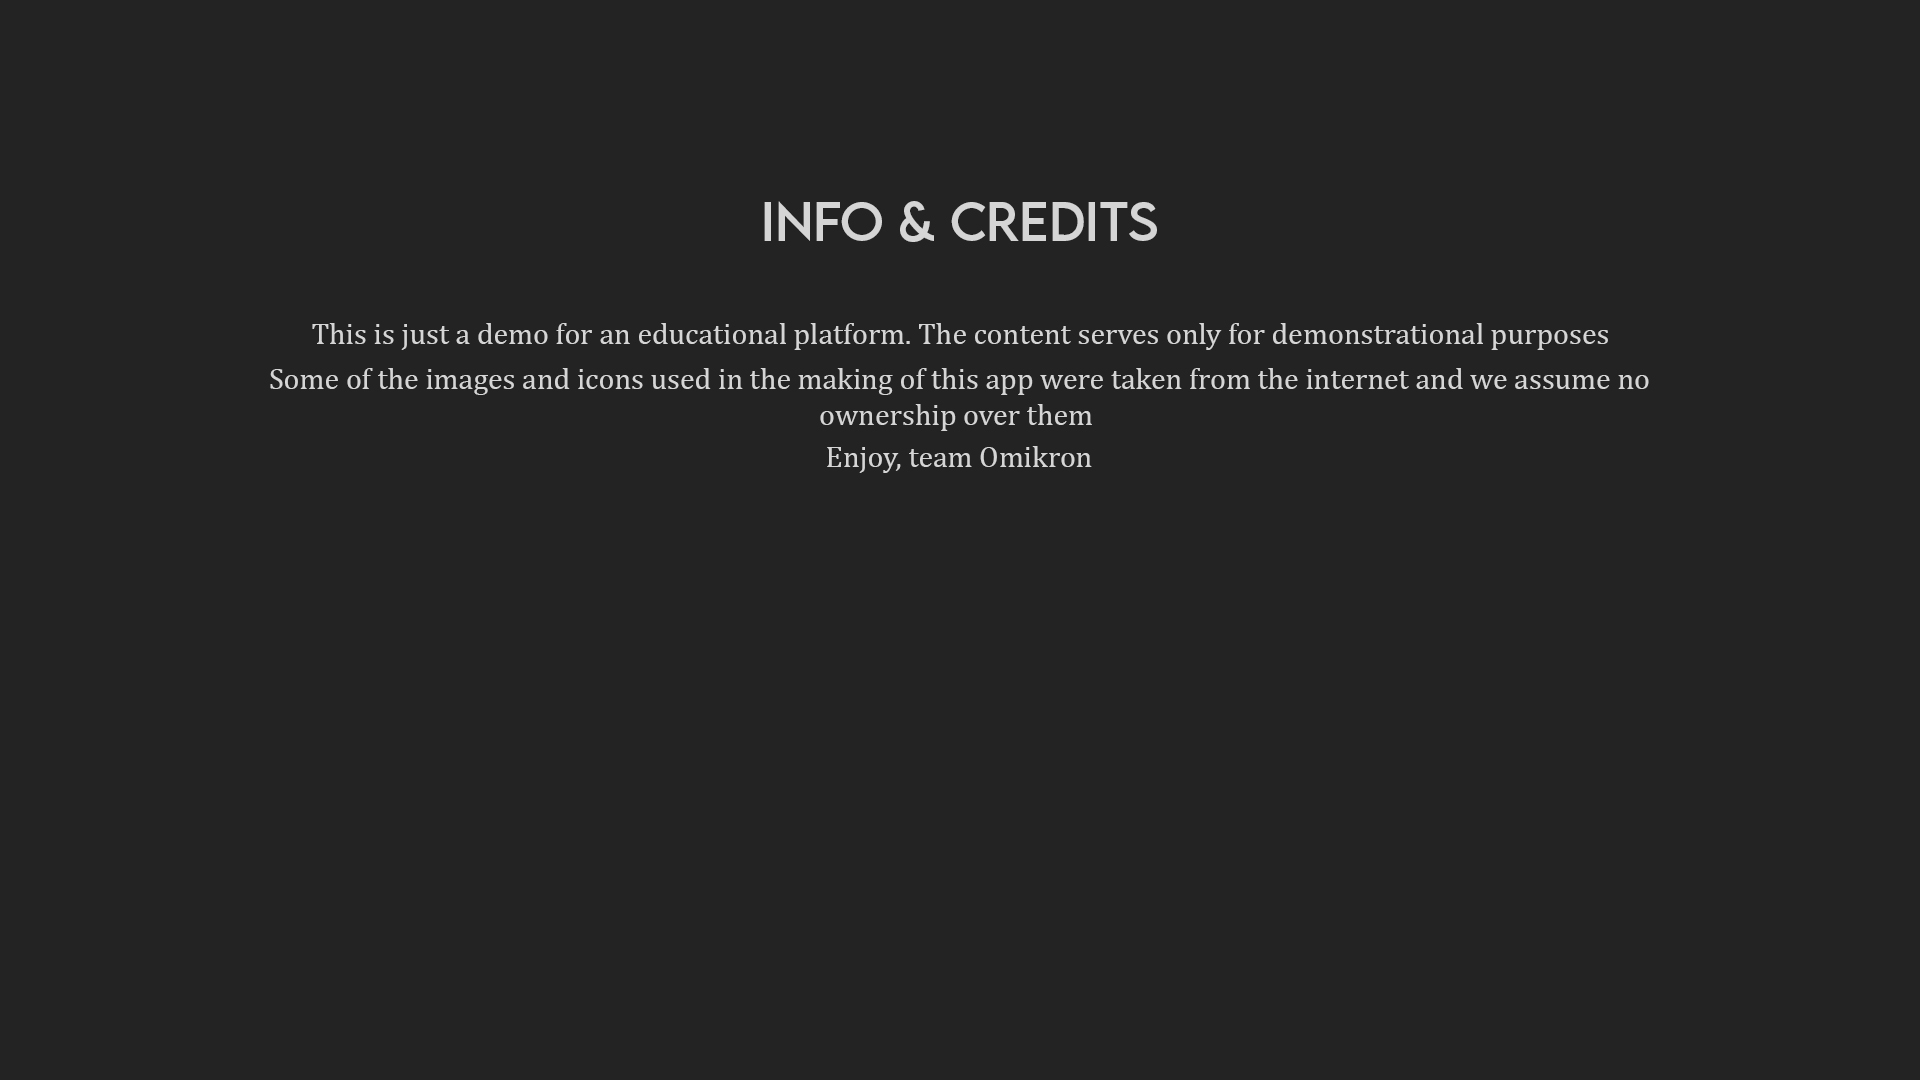 INFO & CREDITS
This is just a demo for an educational platform. The content serves only for demonstrational purposes
Some of the images and icons used in the making of this app were taken from the internet and we assume no
ownership over them
Enjoy, team Omikron